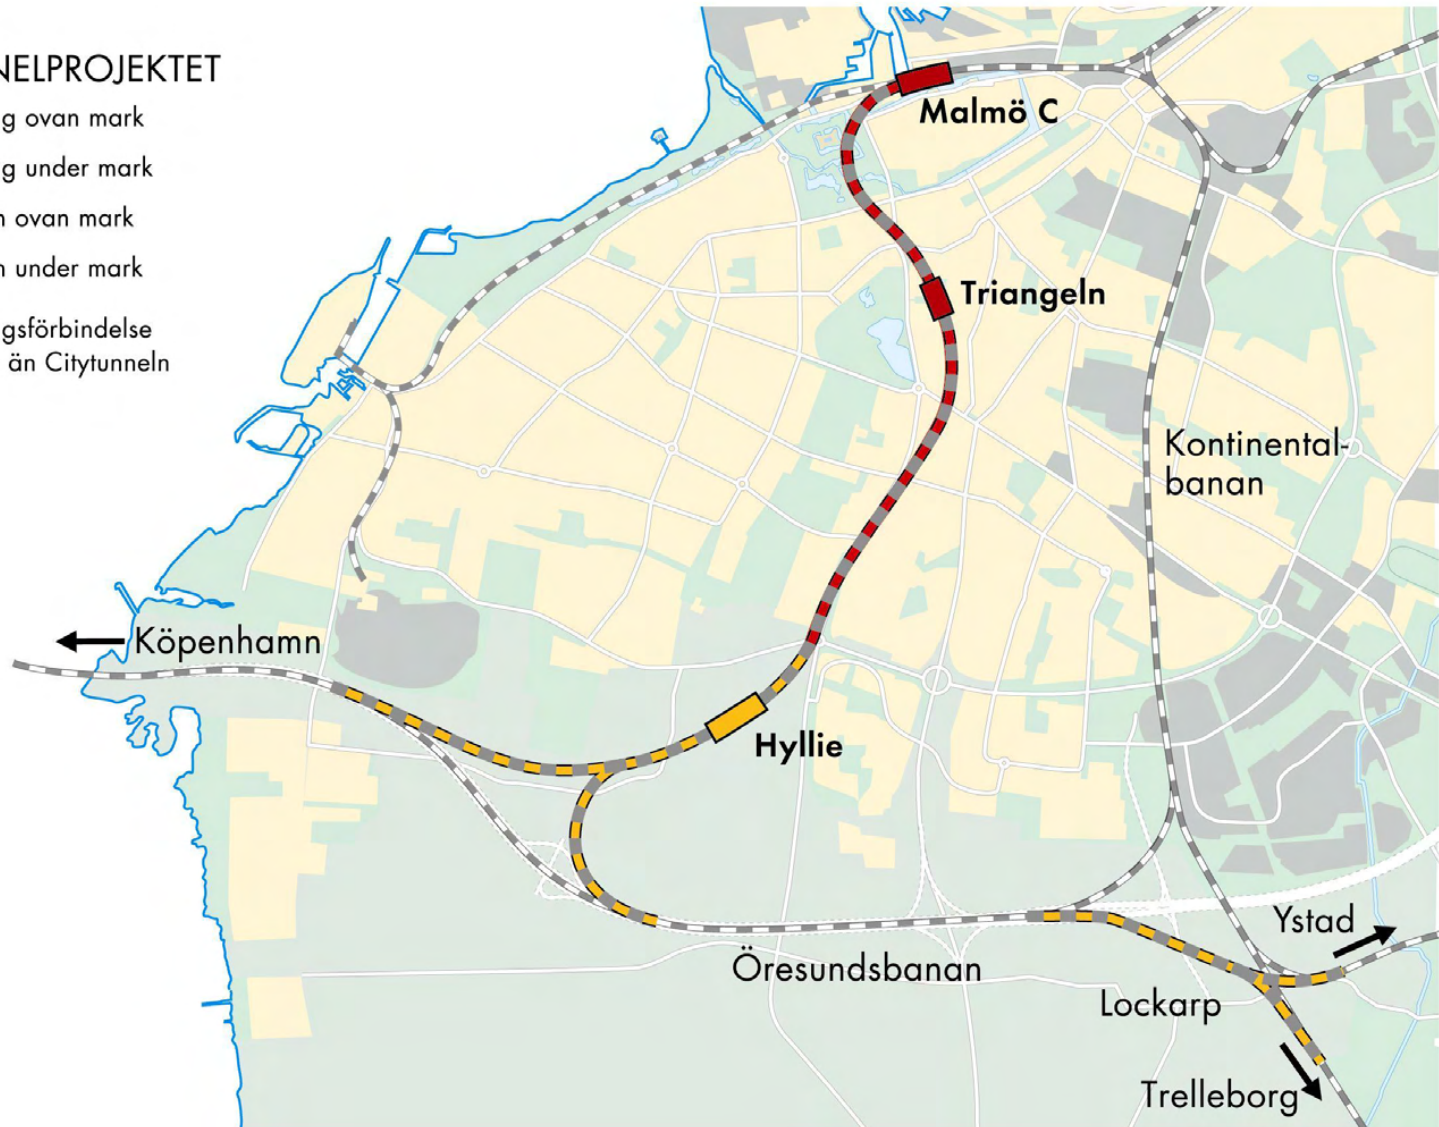 NELPROJEKTET
g ovan mark
g under mark
n ovan mark
n under mark
gsförbindelse
än Citytunneln
Malmö C
Triangeln
Kontinental-
banan
Köpenhamn
Hyllie
Ystad
Öresundsbanan
Lockarp
Trelleborg